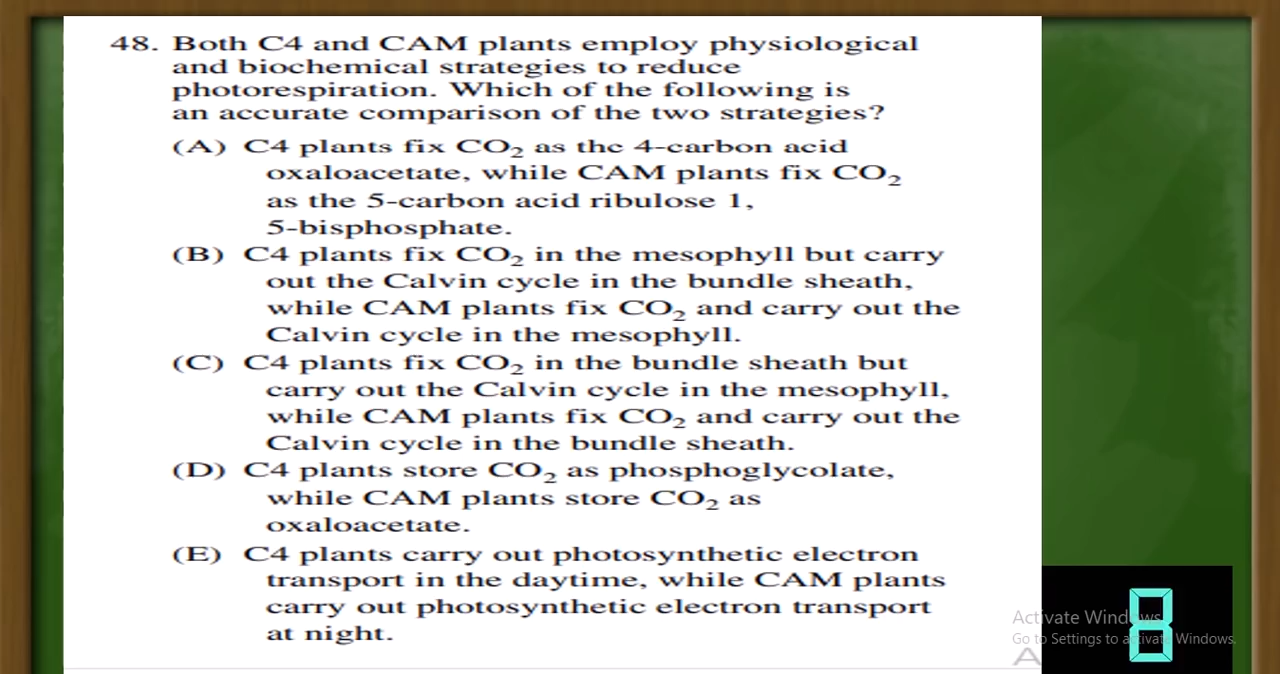 48. Both C4 and CAM plants employ physiological
and biochemical strategies to reduce
photorespiration. Which of the following is
an accurate comparison of the two strategies?
(A) C4 plants fix CO₂ as the 4-carbon acid
oxaloacetate, while CAM plants fix CO₂
as the 5-carbon acid ribulose 1,
5-bisphosphate.
(B) C4 plants fix CO₂ in the mesophyll but carry
out the Calvin cycle in the bundle sheath,
while CAM plants fix CO₂ and carry out the
Calvin cycle in the mesophyll.
(C) C4 plants fix CO₂ in the bundle sheath but
carry out the Calvin cycle in the mesophyll,
while CAM plants fix CO₂ and carry out the
Calvin cycle in the bundle sheath.
(D) C4 plants store CO₂ as phosphoglycolate,
while CAM plants store CO₂ as
oxaloacetate.
(E) C4 plants carry out photosynthetic electron
transport in the daytime, while CAM plants
carry out photosynthetic electron transport
at night.
8
Activate Windows
Go to Settings to activate Windows.
A